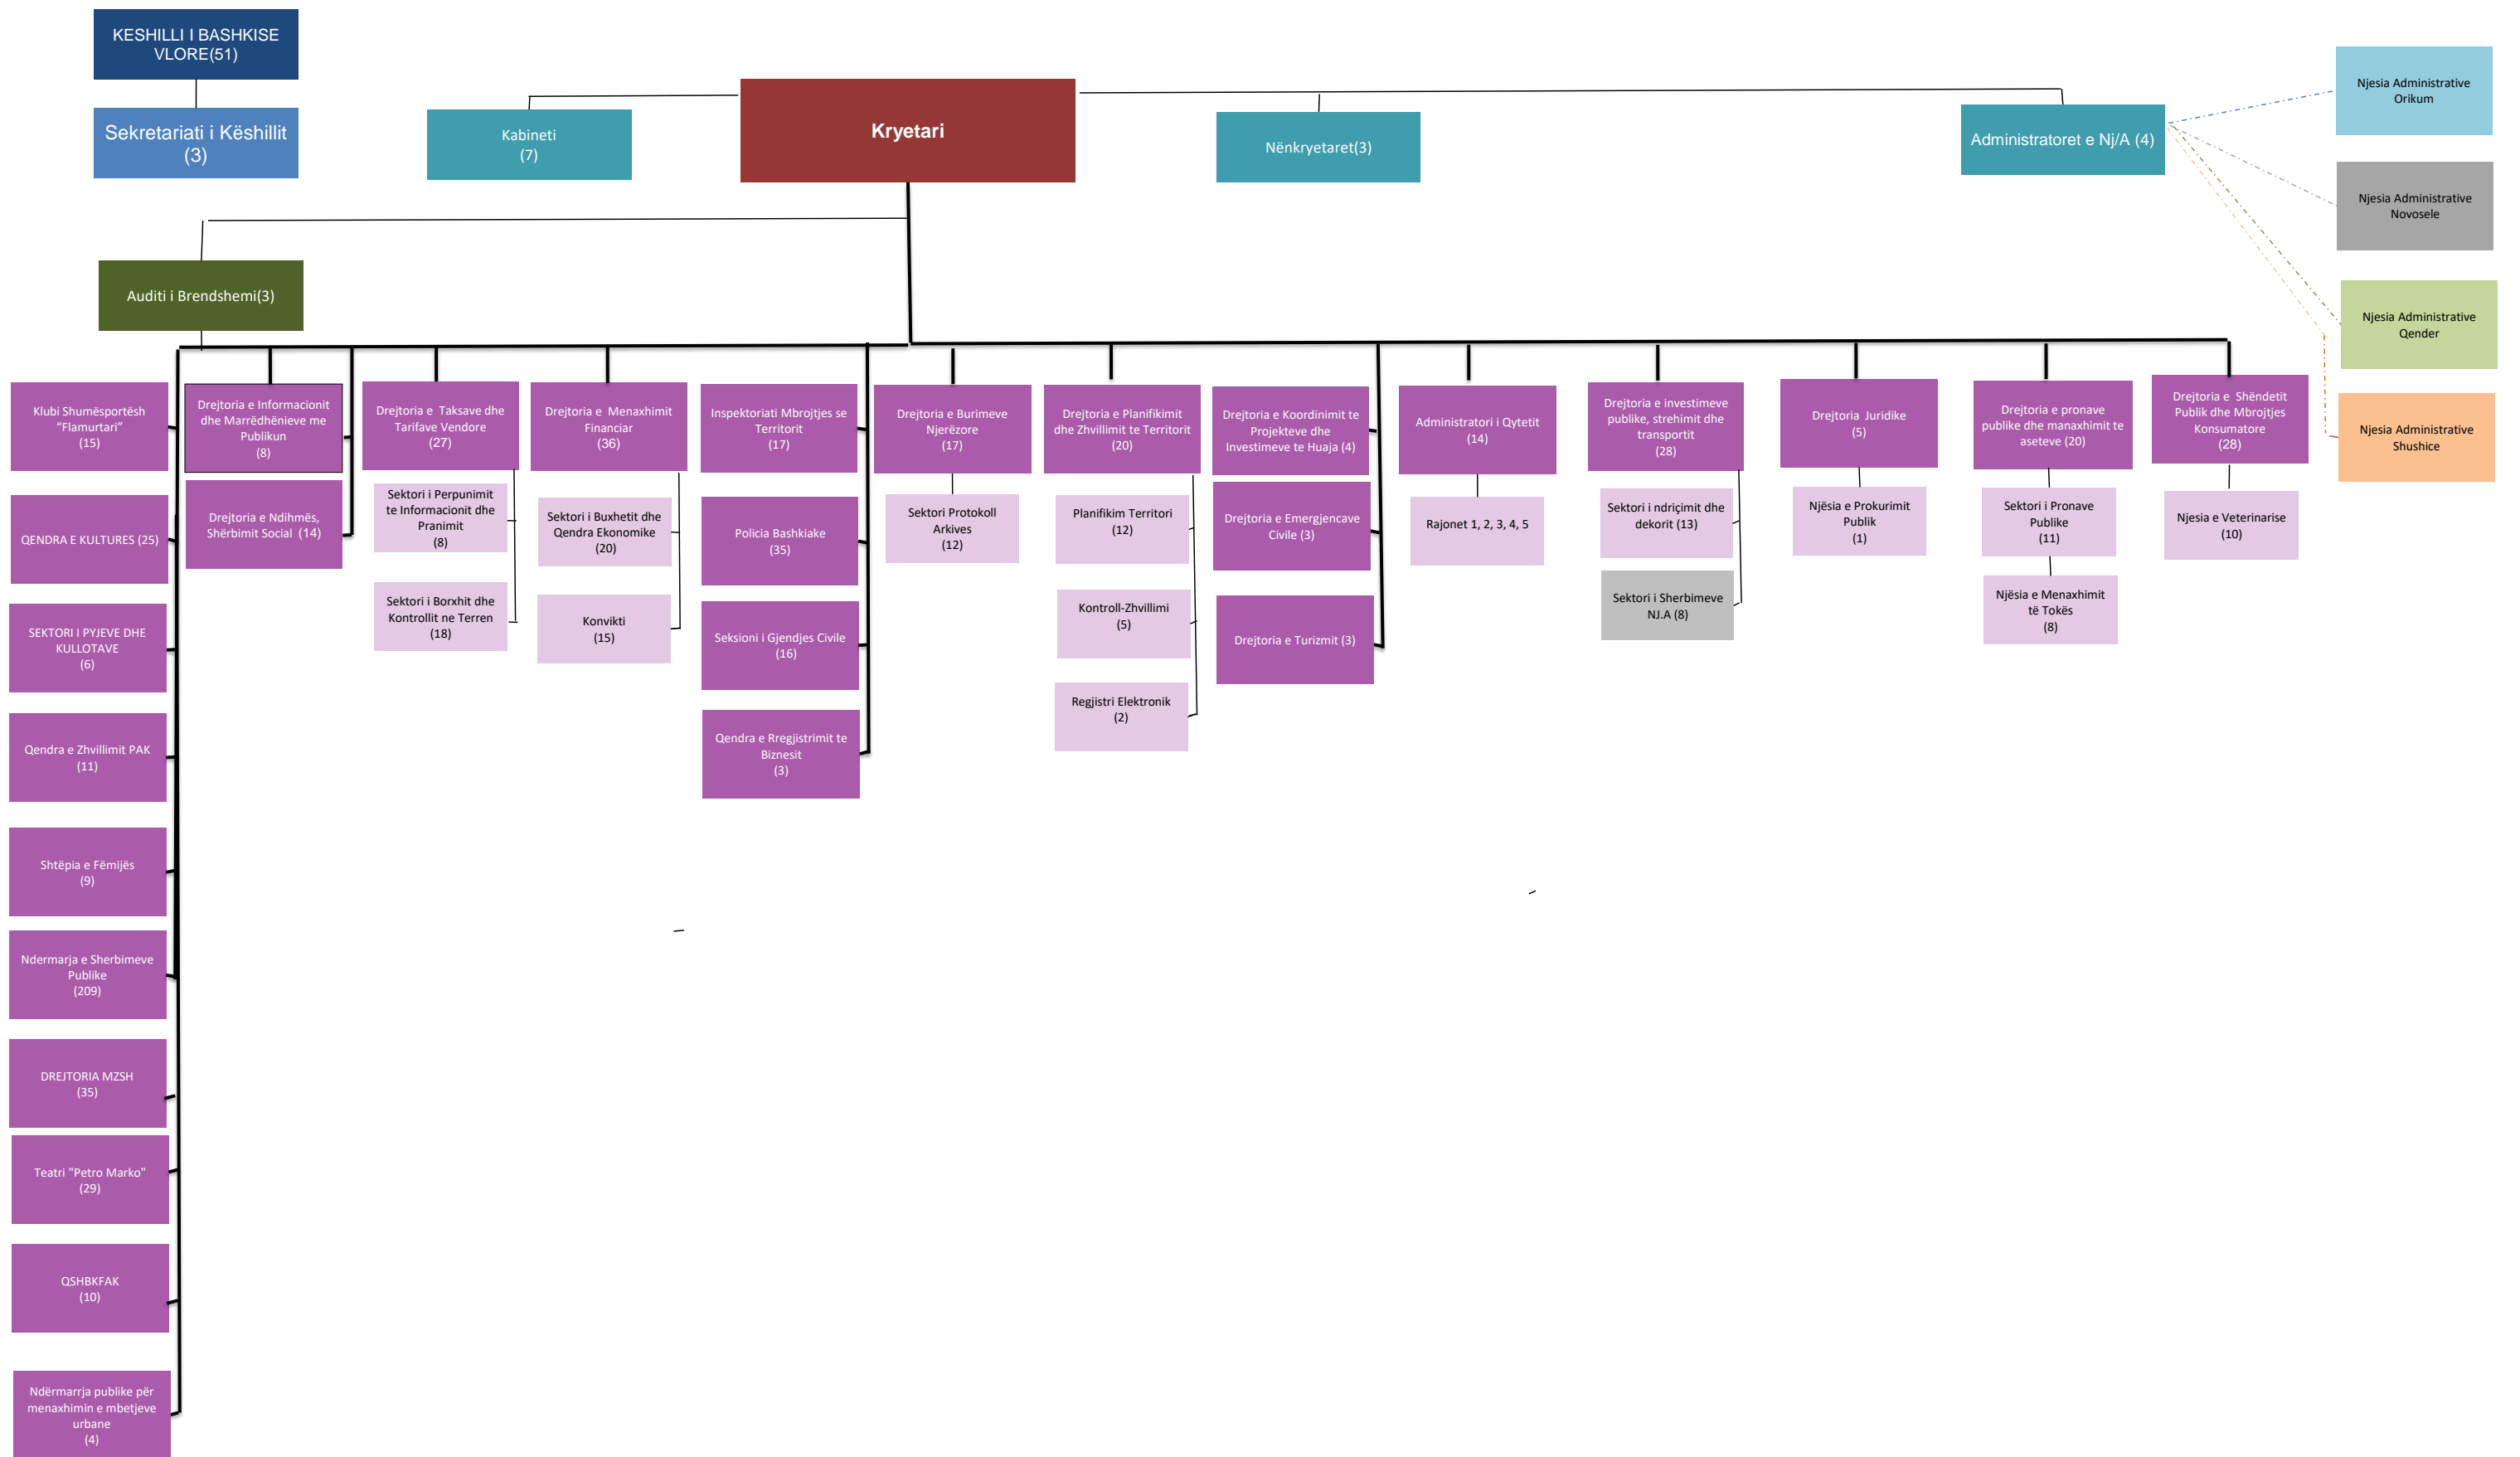 KESHILLI I BASHKISE
VLORE(51)
Sekretariati i Këshillit
(3)
Kabineti
(7)
Kryetari
Nënkryetaret(3)
Administratoret e Nj/A (4)
Njesia Administrative
Orikum
Njesia Administrative
Novosele
Njesia Administrative
Qender
Njesia Administrative
Shushice
Auditi i Brendshemi(3)
Klubi Shumësportësh
“Flamurtari”
(15)
QENDRA E KULTURES (25)
SEKTORI I PYJEVE DHE
KULLOTAVE
(6)
Qendra e Zhvillimit PAK
(11)
Shtëpia e Fëmijës
(9)
Ndermarja e Sherbimeve
Publike
(209)
DREJTORIA MZSH
(35)
Teatri "Petro Marko"
(29)
QSHBKFAK
(10)
Ndërmarrja publike për
menaxhimin e mbetjeve
urbane
(4)
Drejtoria e Informacionit
dhe Marrëdhënieve me
Publikun
(8)
Drejtoria e Ndihmës,
Shërbimit Social (14)
Drejtoria e Taksave dhe
Tarifave Vendore
(27)
Sektori i Perpunimit
te Informacionit dhe
Pranimit
(8)
Sektori i Borxhit dhe
Kontrollit ne Terren
(18)
Drejtoria e Menaxhimit
Financiar
(36)
Sektori i Buxhetit dhe
Qendra Ekonomike
(20)
Konvikti
(15)
Inspektoriati Mbrojtjes se
Territorit
(17)
Policia Bashkiake
(35)
Seksioni i Gjendjes Civile
(16)
Qendra e Rregjistrimit te
Biznesit
(3)
Drejtoria e Burimeve
Njerëzore
(17)
Sektori Protokoll
Arkives
(12)
Drejtoria e Planifikimit
dhe Zhvillimit te Territorit
(20)
Planifikim Territori
(12)
Kontroll-Zhvillimi
(5)
Regjistri Elektronik
(2)
Drejtoria e Koordinimit te
Projekteve dhe
Investimeve te Huaja (4)
Drejtoria e Emergjencave
Civile (3)
Drejtoria e Turizmit (3)
Administratori i Qytetit
(14)
Rajonet 1, 2, 3, 4, 5
Drejtoria e investimeve
publike, strehimit dhe
transportit
(28)
Sektori i ndriçimit dhe
dekorit (13)
Sektori i Sherbimeve
NJ.A (8)
Drejtoria Juridike
(5)
Njësia e Prokurimit
Publik
(1)
Drejtoria e pronave
publike dhe manaxhimit te
aseteve (20)
Sektori i Pronave
Publike
(11)
Njësia e Menaxhimit
të Tokës
(8)
Drejtoria e Shëndetit
Publik dhe Mbrojtjes
Konsumatore
(28)
Njesia e Veterinarise
(10)